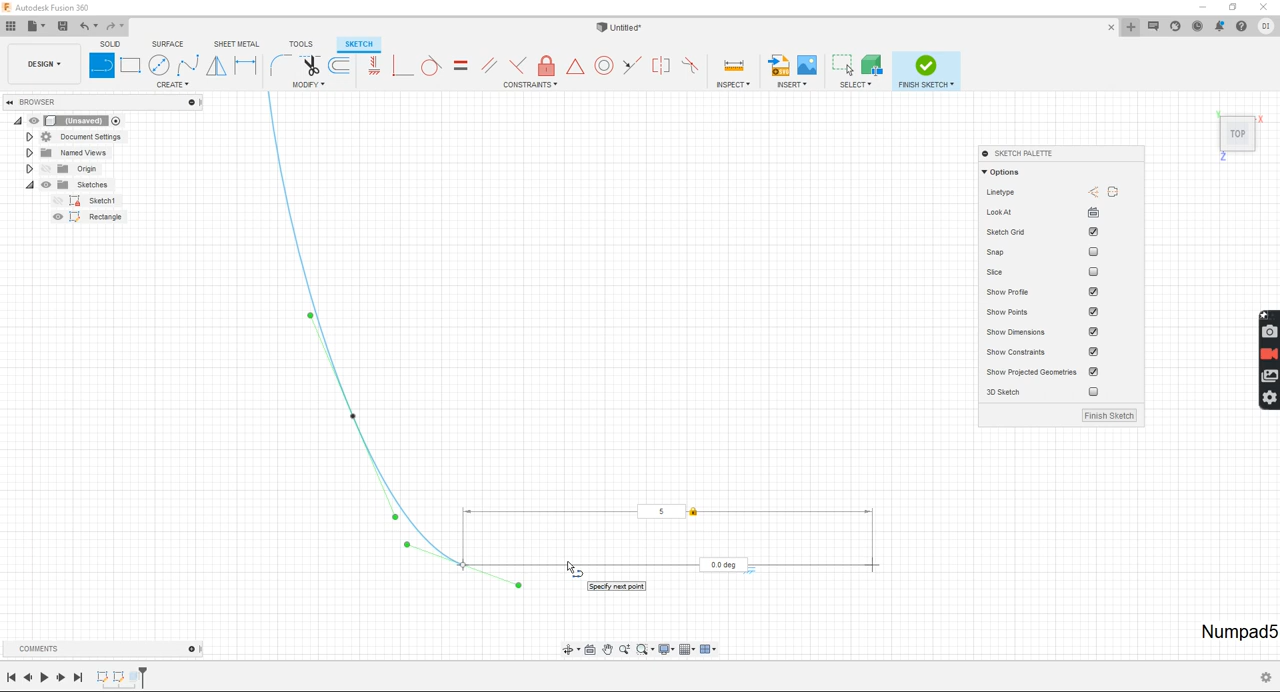 Autodesk Fusion 360
Untitled*
DI
DESIGN
SOLID
SURFACE
SHEET METAL
TOOLS
SKETCH
CREATE
MODIFY
CONSTRAINTS
INSPECT
INSERT
SELECT
FINISH SKETCH
BROWSER
(Unsaved)
Document Settings
Named Views
Origin
Sketches
Sketch1
Rectangle
TOP
X
Y
Z
SKETCH PALETTE
Options
Linetype
Look At
Sketch Grid
Snap
Slice
Show Profile
Show Points
Show Dimensions
Show Constraints
Show Projected Geometries
3D Sketch
Finish Sketch
5
0.0 deg
Specify next point
Numpad5
COMMENTS